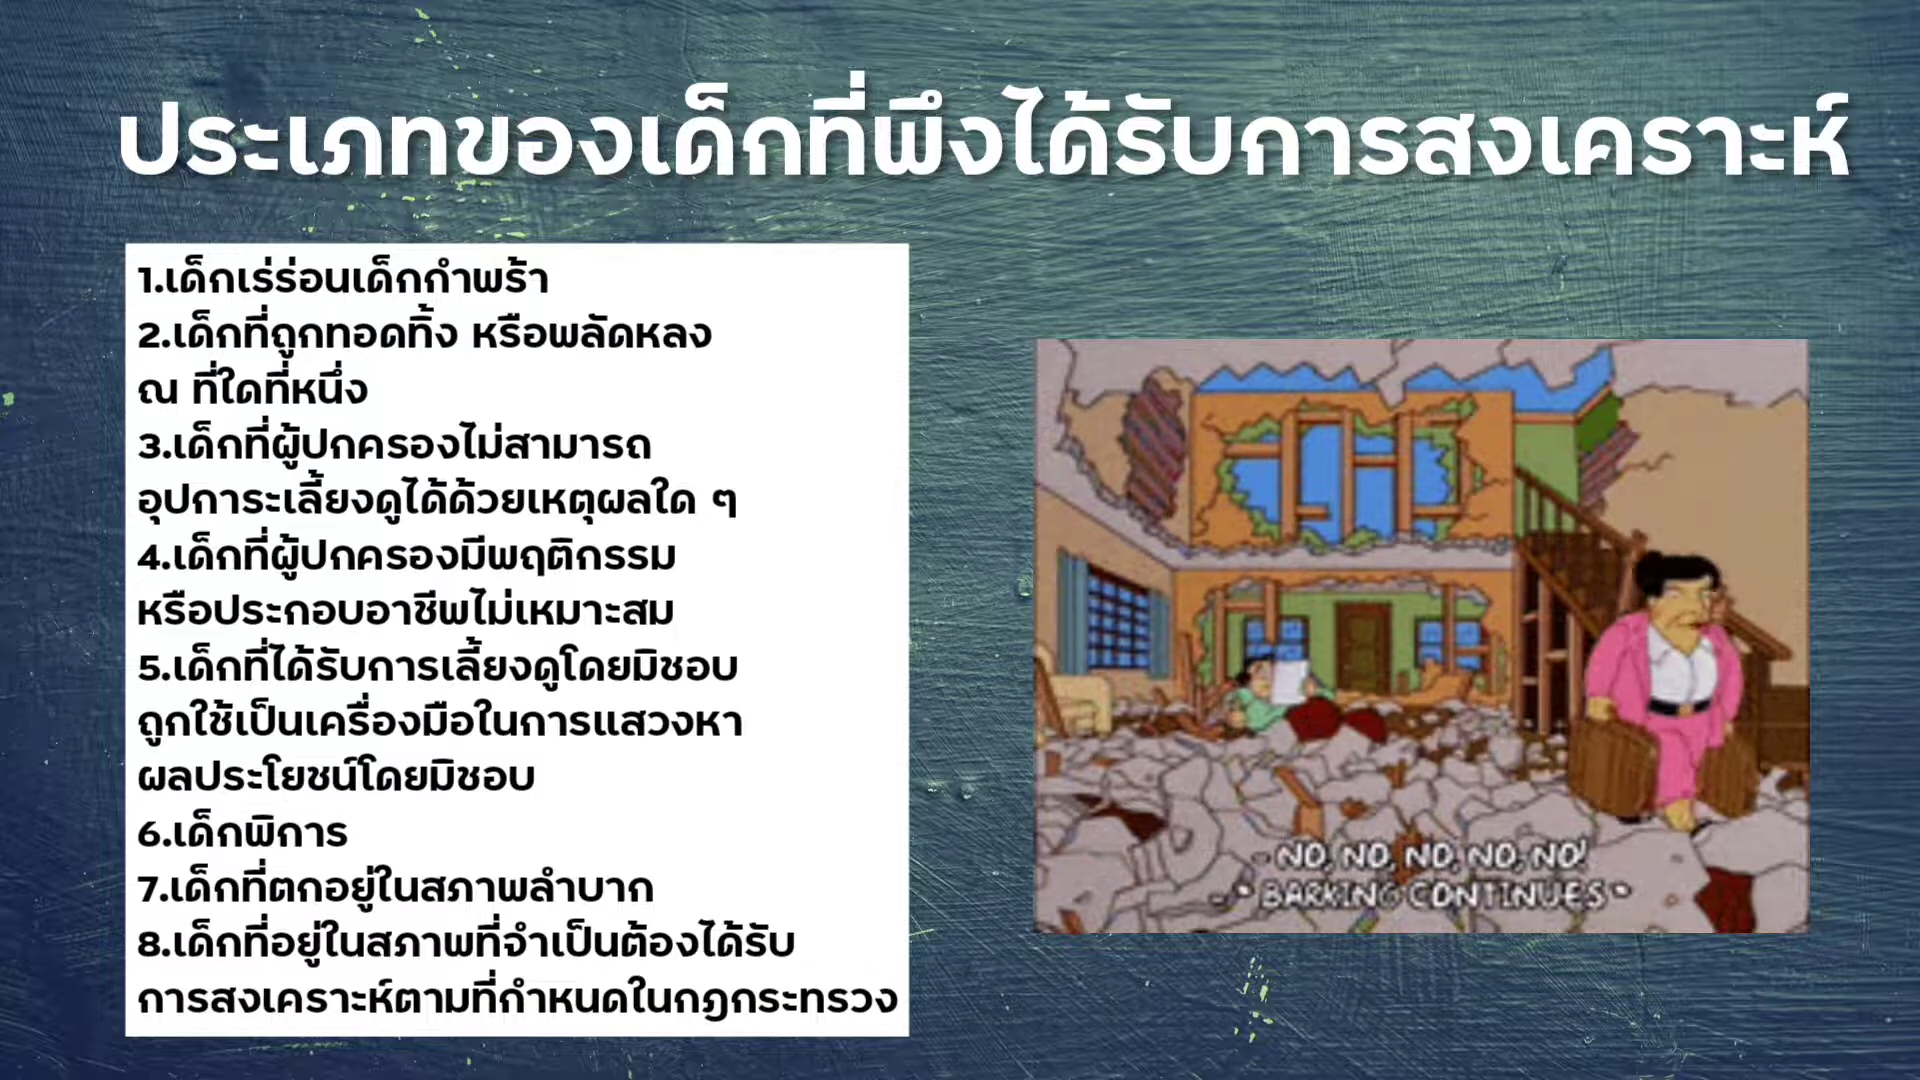 ประเภทของเด็กที่พึงได้รับการสงเคราะห์
1.เด็กเร่ร่อนเด็กกำพร้า
2.เด็กที่ถูกทอดทิ้ง หรือพลัดหลง
ณ ที่ใดที่หนึ่ง
3.เด็กที่ผู้ปกครองไม่สามารถ
อุปการะเลี้ยงดูได้ด้วยเหตุผลใด ๆ
4.เด็กที่ผู้ปกครองมีพฤติกรรม
หรือประกอบอาชีพไม่เหมาะสม
5.เด็กที่ได้รับการเลี้ยงดูโดยมิชอบ
ถูกใช้เป็นเครื่องมือในการแสวงหา
ผลประโยชน์โดยมิชอบ
6.เด็กพิการ
7.เด็กที่ตกอยู่ในสภาพลำบาก
8.เด็กที่อยู่ในสภาพที่จำเป็นต้องได้รับ
การสงเคราะห์ตามที่กำหนดในกฎกระทรวง
- NO, NO, NO, NO, NO!
- * BARKING CONTINUES *